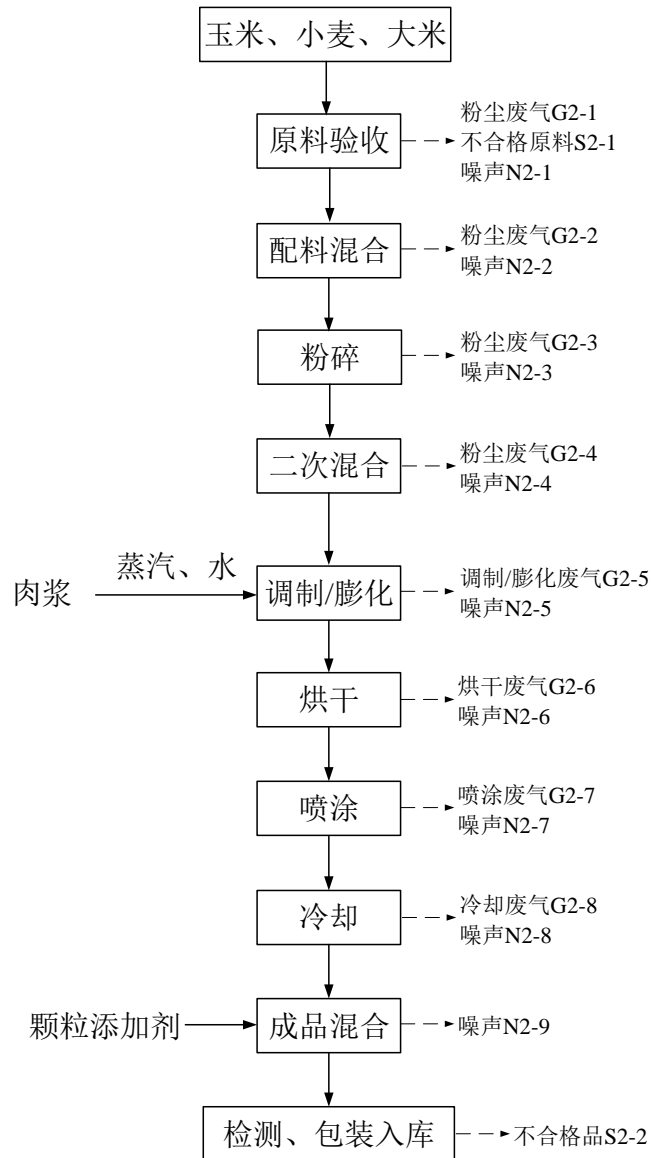 玉米、小麦、大米
原料验收
粉尘废气G2-1
不合格原料S2-1
噪声N2-1
配料混合
粉尘废气G2-2
噪声N2-2
粉碎
粉尘废气G2-3
噪声N2-3
二次混合
粉尘废气G2-4
噪声N2-4
肉浆
蒸汽、水
调制/膨化
调制/膨化废气G2-5
噪声N2-5
烘干
烘干废气G2-6
噪声N2-6
喷涂
喷涂废气G2-7
噪声N2-7
冷却
冷却废气G2-8
噪声N2-8
颗粒添加剂
成品混合
噪声N2-9
检测、包装入库
不合格品S2-2